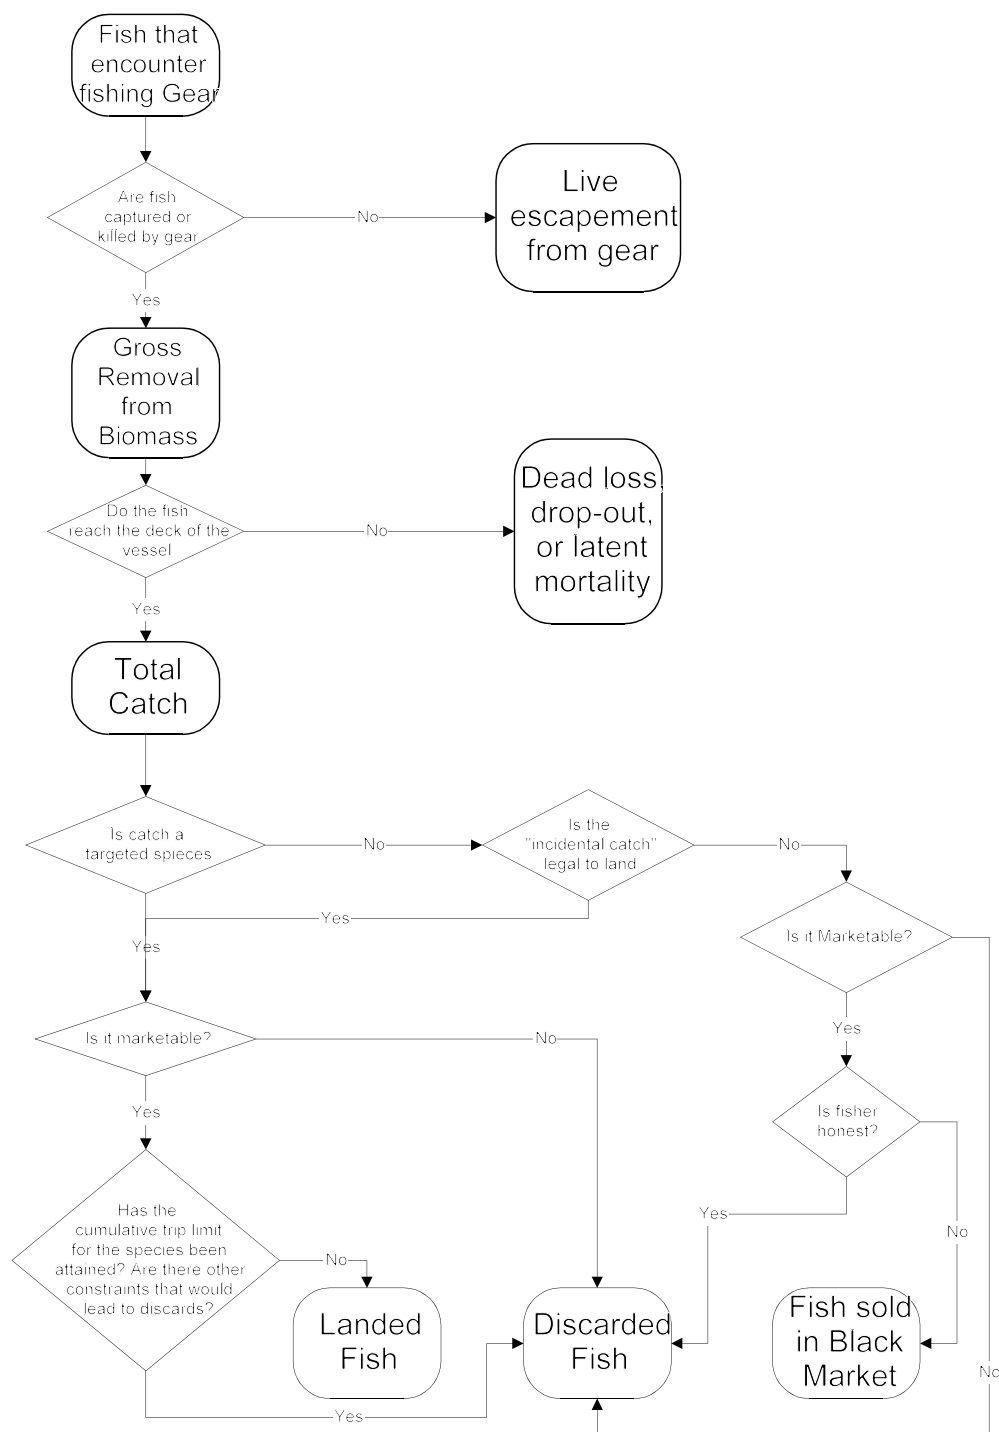 Fish that
encounter
fishing Gear
Are fish
captured or
killed by gear
No
Live
escapement
from gear
Yes
Gross
Removal
from
Biomass
Do the fish
reach the deck of the
vessel
No
Dead loss,
drop-out,
or latent
mortality
Yes
Total
Catch
Is catch a
targeted spieces
No
Is the
"incidental catch"
legal to land
No
Yes
Yes
Is it Marketable?
Is it marketable?
No
Yes
Yes
Is fisher
honest?
Has the
cumulative trip limit
for the species been
attained? Are there other
constraints that would
lead to discards?
No
Yes
No
Landed
Fish
Discarded
Fish
Fish sold
in Black
Market
No
Yes